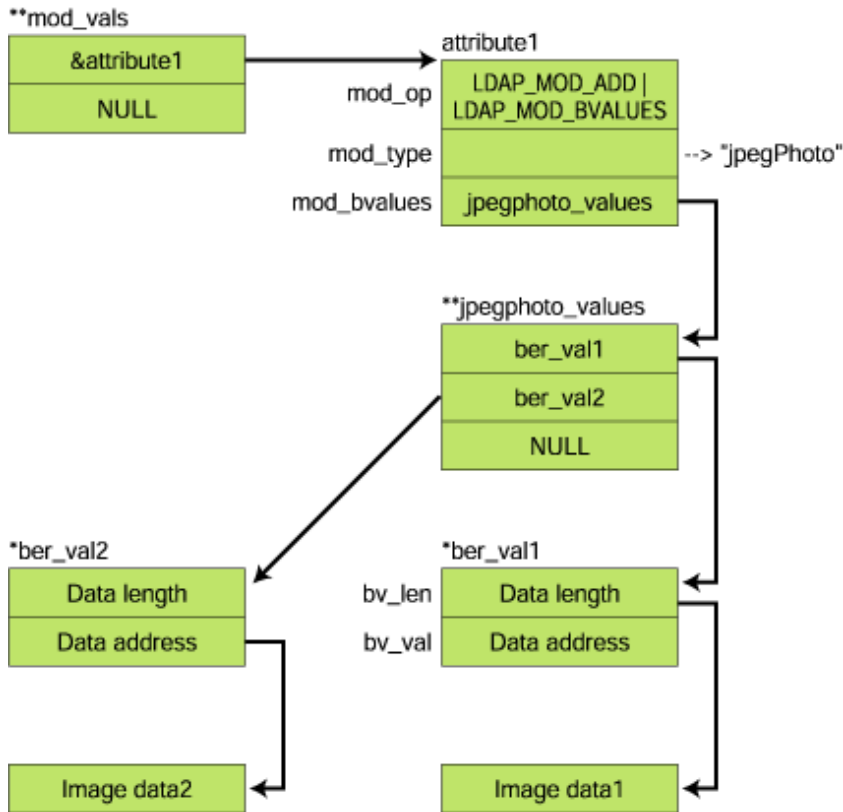 **mod_vals
&attribute1
NULL
attribute1
mod_op
LDAP_MOD_ADD |
LDAP_MOD_BVALUES
mod_type
--> "jpegPhoto"
mod_bvalues
jpegphoto_values
**jpegphoto_values
ber_val1
ber_val2
NULL
*ber_val2
Data length
Data address
Image data2
*ber_val1
bv_len
Data length
bv_val
Data address
Image data1